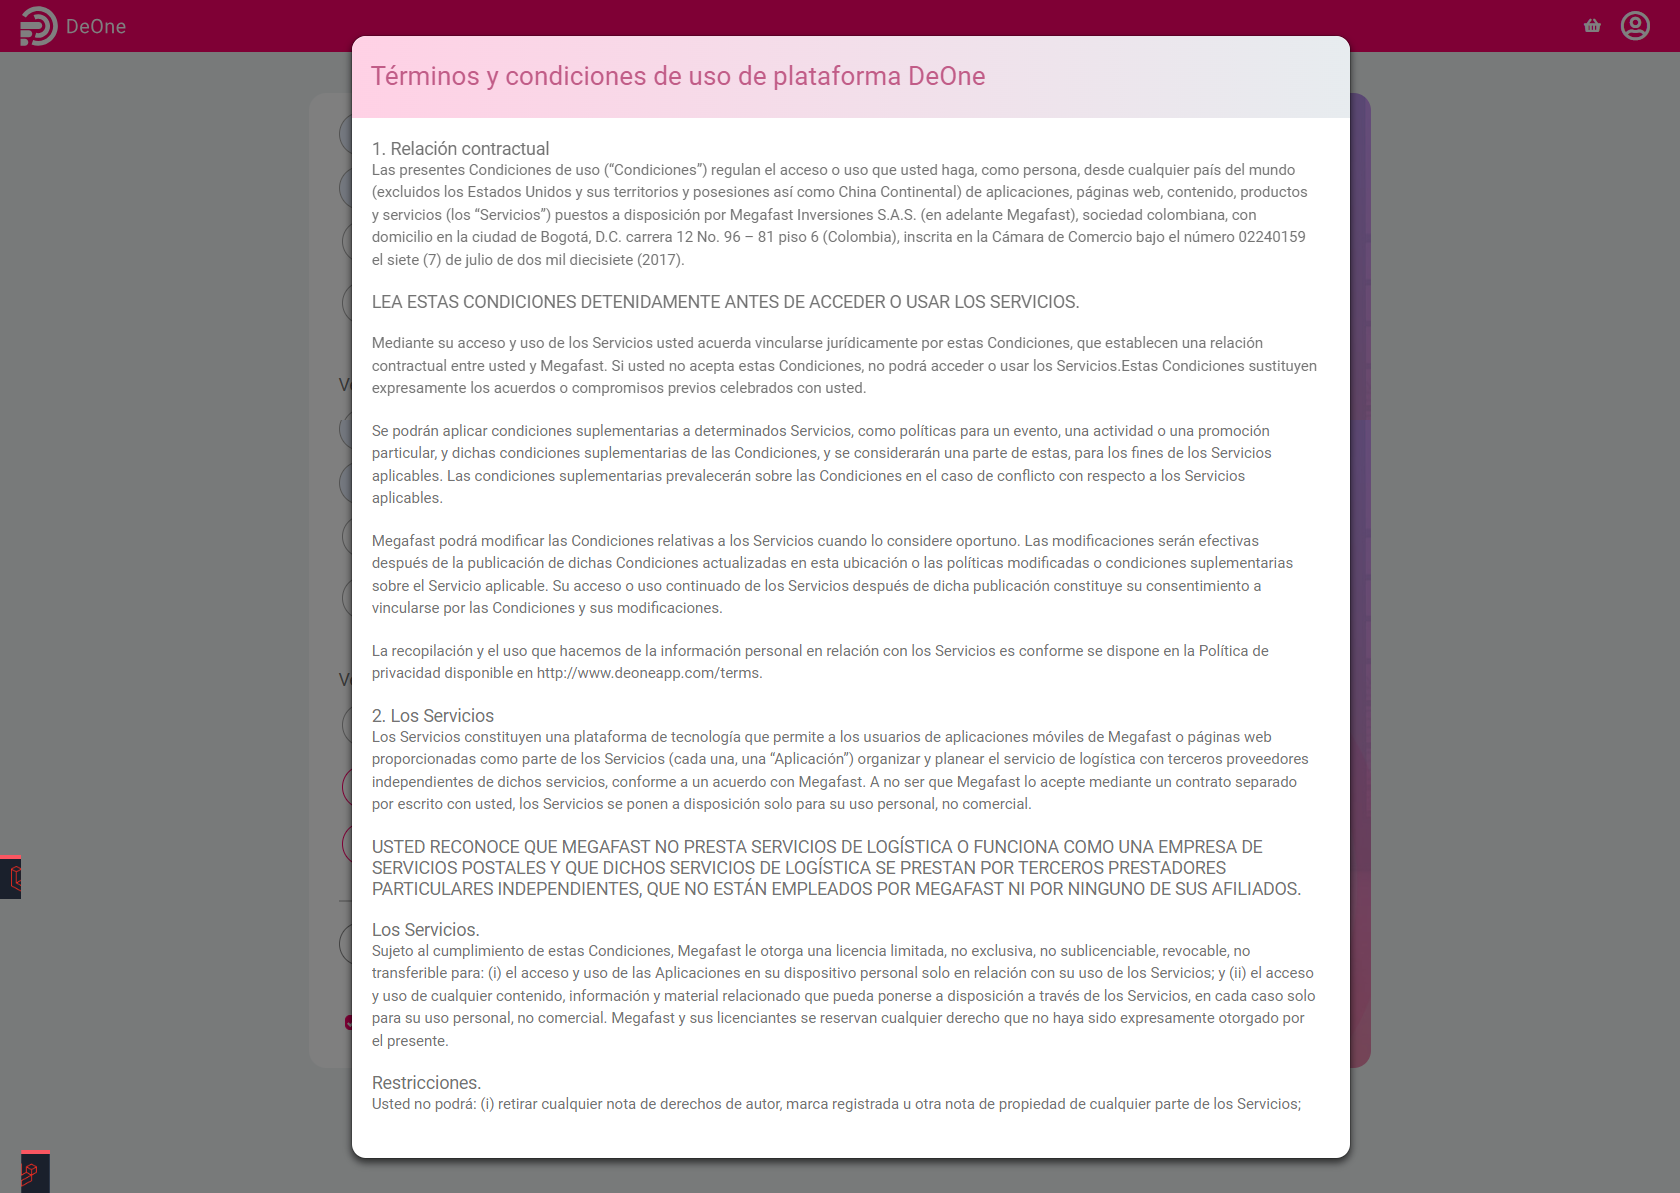 DeOne
Términos y condiciones de uso de plataforma DeOne
1. Relación contractual
Las presentes Condiciones de uso (“Condiciones”) regulan el acceso o uso que usted haga, como persona, desde cualquier país del mundo
(excluidos los Estados Unidos y sus territorios y posesiones así como China Continental) de aplicaciones, páginas web, contenido, productos
y servicios (los “Servicios”) puestos a disposición por Megafast Inversiones S.A.S. (en adelante Megafast), sociedad colombiana, con
domicilio en la ciudad de Bogotá, D.C. carrera 12 No. 96 – 81 piso 6 (Colombia), inscrita en la Cámara de Comercio bajo el número 02240159
el siete (7) de julio de dos mil diecisiete (2017).
LEA ESTAS CONDICIONES DETENIDAMENTE ANTES DE ACCEDER O USAR LOS SERVICIOS.
Mediante su acceso y uso de los Servicios usted acuerda vincularse jurídicamente por estas Condiciones, que establecen una relación
contractual entre usted y Megafast. Si usted no acepta estas Condiciones, no podrá acceder o usar los Servicios.Estas Condiciones sustituyen
expresamente los acuerdos o compromisos previos celebrados con usted.
Se podrán aplicar condiciones suplementarias a determinados Servicios, como políticas para un evento, una actividad o una promoción
particular, y dichas condiciones suplementarias de las Condiciones, y se considerarán una parte de estas, para los fines de los Servicios
aplicables. Las condiciones suplementarias prevalecerán sobre las Condiciones en el caso de conflicto con respecto a los Servicios
aplicables.
Megafast podrá modificar las Condiciones relativas a los Servicios cuando lo considere oportuno. Las modificaciones serán efectivas
después de la publicación de dichas Condiciones actualizadas en esta ubicación o las políticas modificadas o condiciones suplementarias
sobre el Servicio aplicable. Su acceso o uso continuado de los Servicios después de dicha publicación constituye su consentimiento a
vincularse por las Condiciones y sus modificaciones.
La recopilación y el uso que hacemos de la información personal en relación con los Servicios es conforme se dispone en la Política de
privacidad disponible en http://www.deoneapp.com/terms.
2. Los Servicios
Los Servicios constituyen una plataforma de tecnología que permite a los usuarios de aplicaciones móviles de Megafast o páginas web
proporcionadas como parte de los Servicios (cada una, una “Aplicación”) organizar y planear el servicio de logística con terceros proveedores
independientes de dichos servicios, conforme a un acuerdo con Megafast. A no ser que Megafast lo acepte mediante un contrato separado
por escrito con usted, los Servicios se ponen a disposición solo para su uso personal, no comercial.
USTED RECONOCE QUE MEGAFAST NO PRESTA SERVICIOS DE LOGÍSTICA O FUNCIONA COMO UNA EMPRESA DE
SERVICIOS POSTALES Y QUE DICHOS SERVICIOS DE LOGÍSTICA SE PRESTAN POR TERCEROS PRESTADORES
PARTICULARES INDEPENDIENTES, QUE NO ESTÁN EMPLEADOS POR MEGAFAST NI POR NINGUNO DE SUS AFILIADOS.
Los Servicios.
Sujeto al cumplimiento de estas Condiciones, Megafast le otorga una licencia limitada, no exclusiva, no sublicenciable, revocable, no
transferible para: (i) el acceso y uso de las Aplicaciones en su dispositivo personal solo en relación con su uso de los Servicios; y (ii) el acceso
y uso de cualquier contenido, información y material relacionado que pueda ponerse a disposición a través de los Servicios, en cada caso solo
para su uso personal, no comercial. Megafast y sus licenciantes se reservan cualquier derecho que no haya sido expresamente otorgado por
el presente.
Restricciones.
Usted no podrá: (i) retirar cualquier nota de derechos de autor, marca registrada u otra nota de propiedad de cualquier parte de los Servicios;